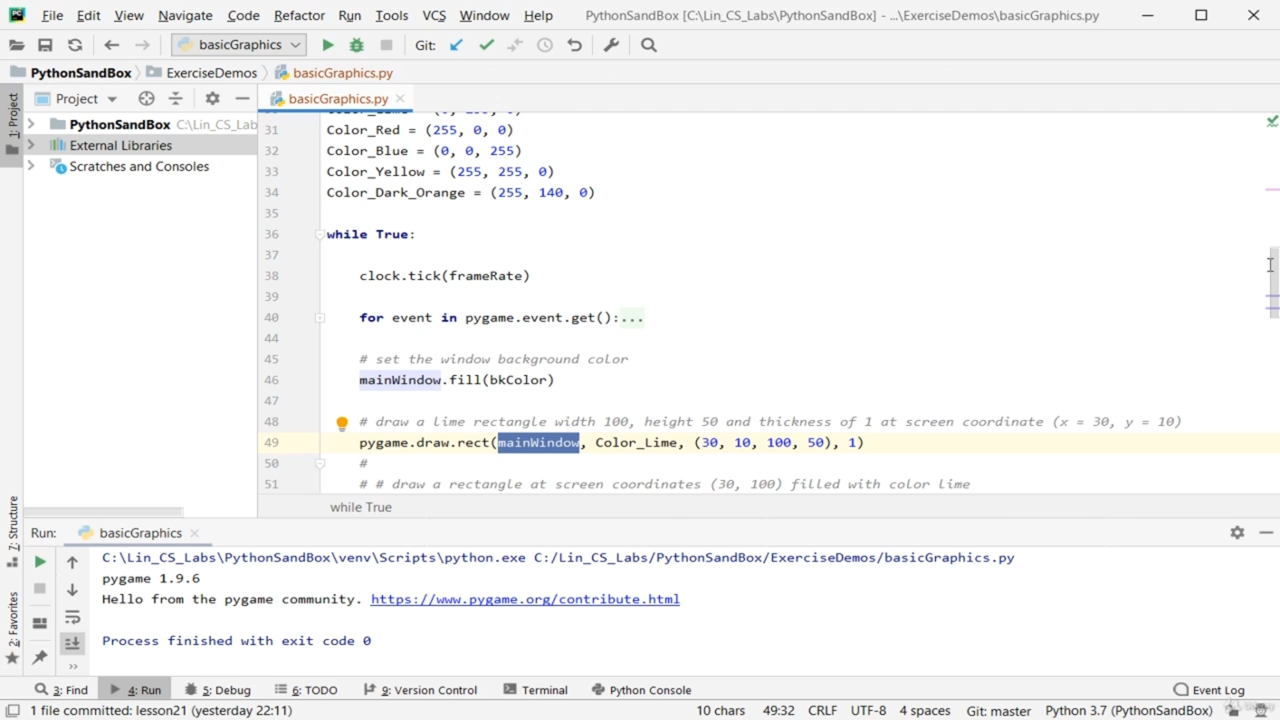 File Edit View Navigate Code Refactor Run Tools VCS Window Help PythonSandBox [C:\Lin_CS_Labs\PythonSandBox] - ...\ExerciseDemos\basicGraphics.py
basicGraphics Git:
PythonSandBox ExerciseDemos basicGraphics.py
Project basicGraphics.py
1: Project
PythonSandBox C:\Lin_CS_Lab
External Libraries
Scratches and Consoles
31 Color_Red = (255, 0, 0)
32 Color_Blue = (0, 0, 255)
33 Color_Yellow = (255, 255, 0)
34 Color_Dark_Orange = (255, 140, 0)
35
36 while True:
37
38 clock.tick(frameRate)
39
40 for event in pygame.event.get():...
44
45 # set the window background color
46 mainWindow.fill(bkColor)
47
48 # draw a lime rectangle width 100, height 50 and thickness of 1 at screen coordinate (x = 30, y = 10)
49 pygame.draw.rect(mainWindow, Color_Lime, (30, 10, 100, 50), 1)
50 #
51 # # draw a rectangle at screen coordinates (30, 100) filled with color lime
while True
7: Structure
2: Favorites
Run: basicGraphics
C:\Lin_CS_Labs\PythonSandBox\venv\Scripts\python.exe C:/Lin_CS_Labs/PythonSandBox/ExerciseDemos/basicGraphics.py
pygame 1.9.6
Hello from the pygame community. https://www.pygame.org/contribute.html
Process finished with exit code 0
3: Find 4: Run 5: Debug 6: TODO 9: Version Control Terminal Python Console Event Log
1 file committed: lesson21 (yesterday 22:11) 10 chars 49:32 CRLF UTF-8 4 spaces Git: master Python 3.7 (PythonSandBox)